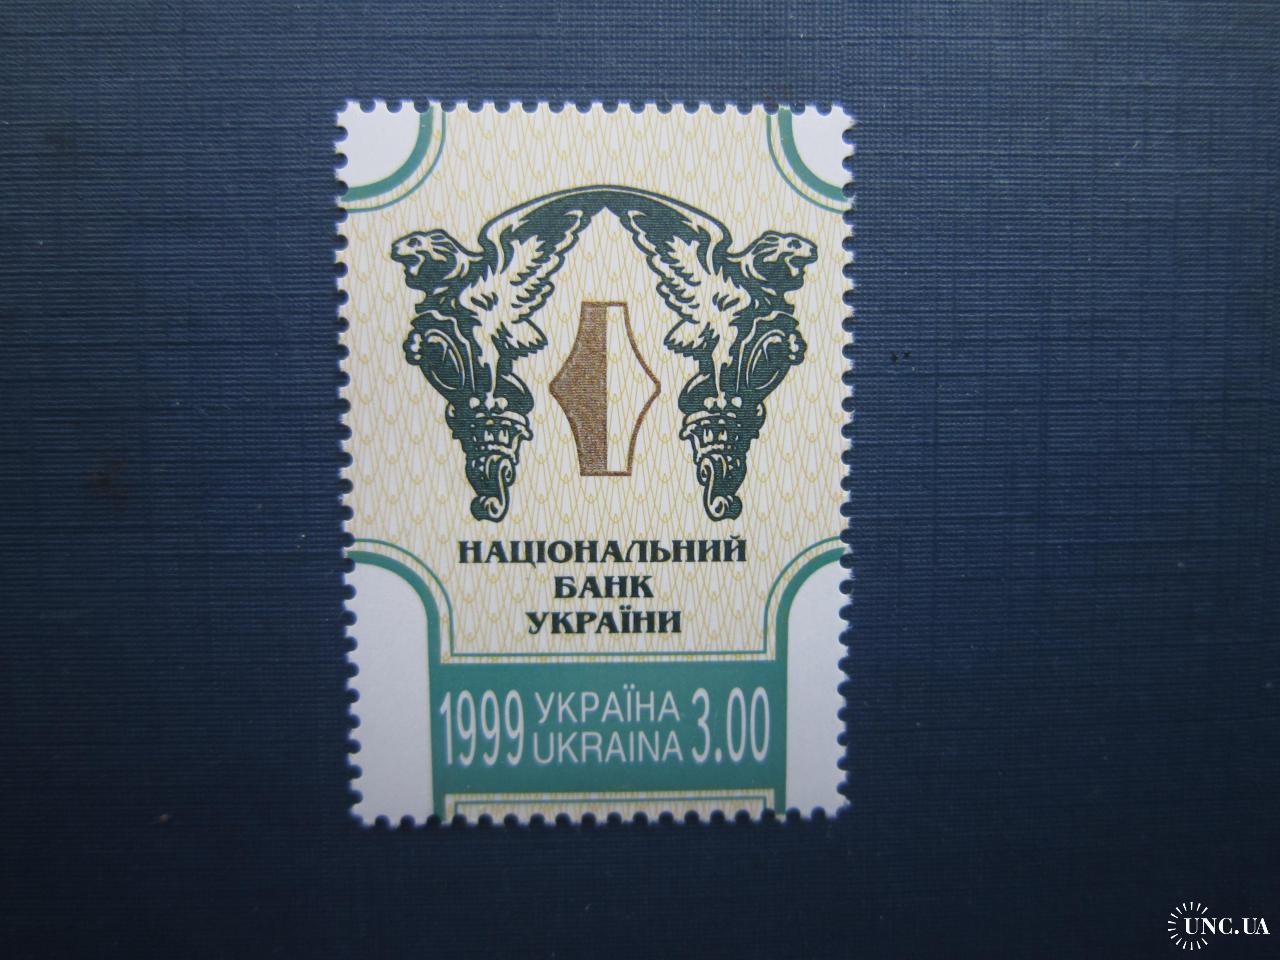 НАЦІОНАЛЬНИЙ
БАНК
УКРАЇНИ
1999 УКРАЇНА 3.00
UKRAINA
UNC.UA